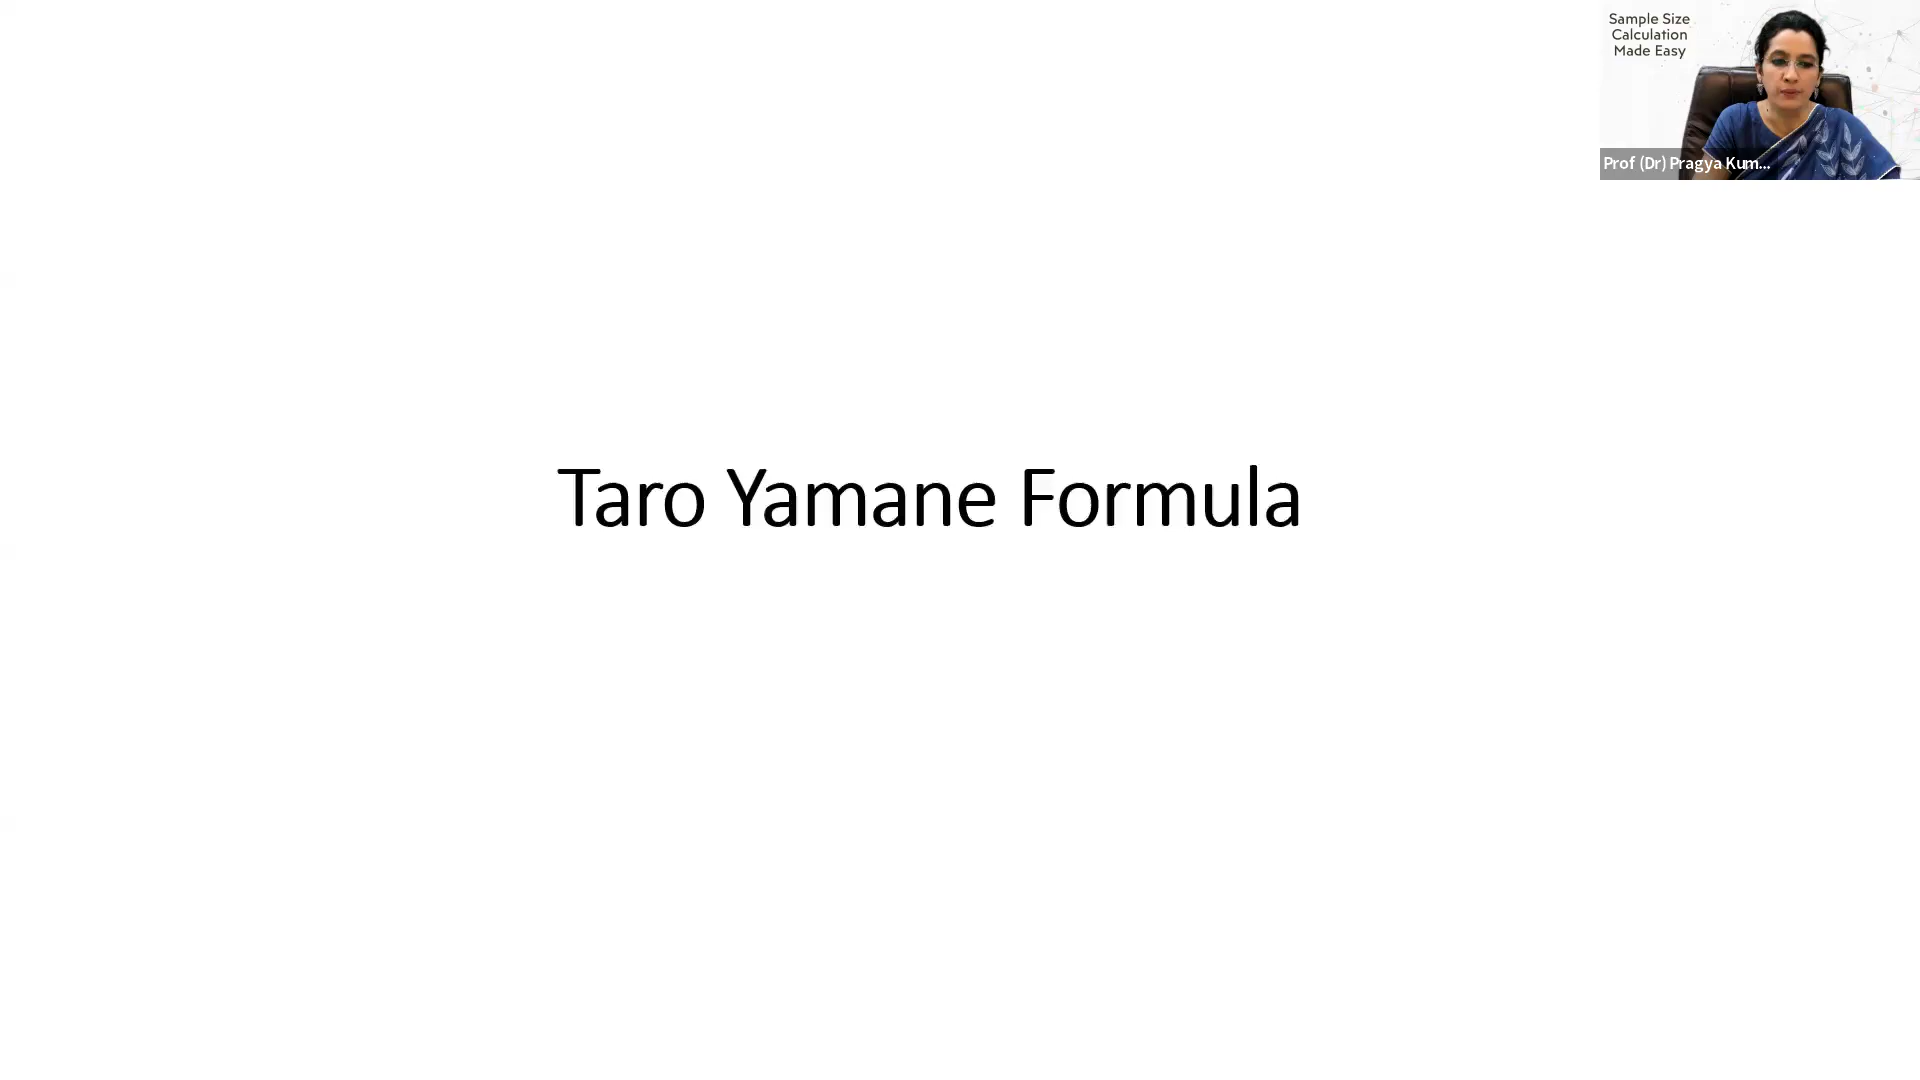 Sample Size
Calculation
Made Easy
Prof (Dr) Pragya Kum...
Taro Yamane Formula